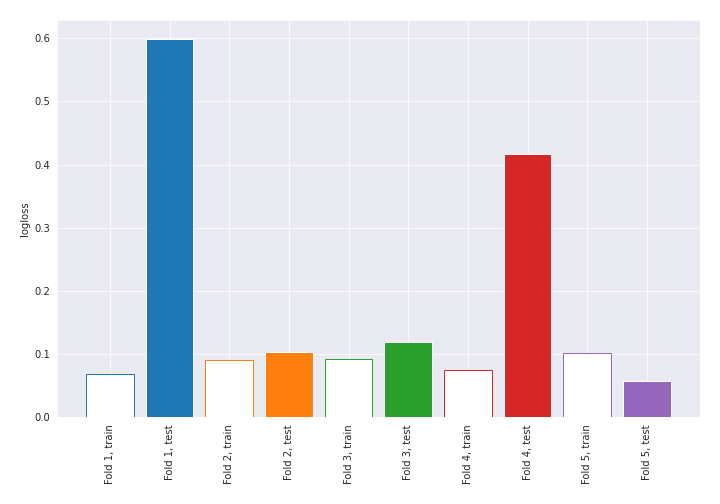 0.6
0.5
0.4
0.3
0.2
0.1
0.0
logloss
Fold 1, train
Fold 1, test
Fold 2, train
Fold 2, test
Fold 3, train
Fold 3, test
Fold 4, train
Fold 4, test
Fold 5, train
Fold 5, test